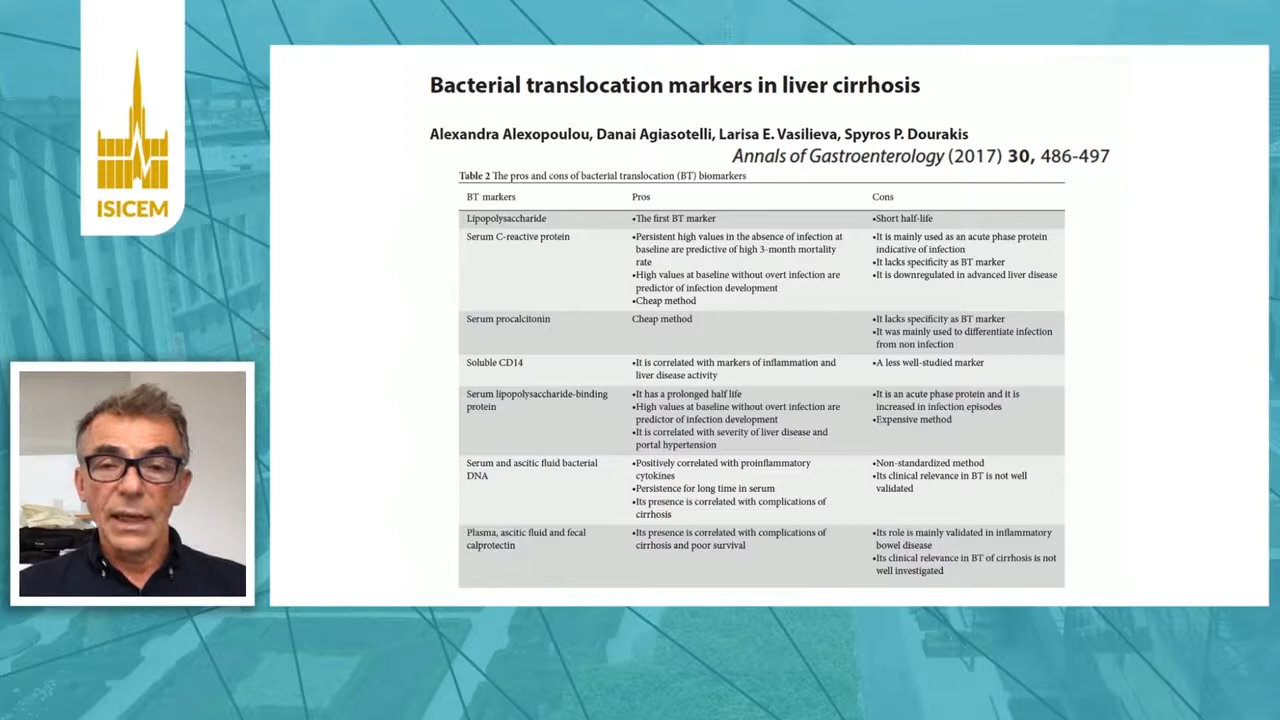 ISICEM
Bacterial translocation markers in liver cirrhosis
Alexandra Alexopoulou, Danai Agiasotelli, Larisa E. Vasilieva, Spyros P. Dourakis
Annals of Gastroenterology (2017) 30, 486-497
Table 2 The pros and cons of bacterial translocation (BT) biomarkers
BT markers Pros Cons
Lipopolysaccharide •The first BT marker •Short half-life
Serum C-reactive protein •Persistent high values in the absence of infection at •It is mainly used as an acute phase protein
baseline are predictive of high 3-month mortality indicative of infection
rate •It lacks specificity as BT marker
•High values at baseline without overt infection are •It is downregulated in advanced liver disease
predictor of infection development
•Cheap method
Serum procalcitonin Cheap method •It lacks specificity as BT marker
•It was mainly used to differentiate infection
from non infection
Soluble CD14 •It is correlated with markers of inflammation and •A less well-studied marker
liver disease activity
Serum lipopolysaccharide-binding •It has a prolonged half life •It is an acute phase protein and it is
protein •High values at baseline without overt infection are increased in infection episodes
predictor of infection development •Expensive method
•It is correlated with severity of liver disease and
portal hypertension
Serum and ascitic fluid bacterial •Positively correlated with proinflammatory •Non-standardized method
DNA cytokines •Its clinical relevance in BT is not well
•Persistence for long time in serum validated
•Its presence is correlated with complications of
cirrhosis
Plasma, ascitic fluid and fecal •Its presence is correlated with complications of •Its role is mainly validated in inflammatory
calprotectin cirrhosis and poor survival bowel disease
•Its clinical relevance in BT of cirrhosis is not
well investigated